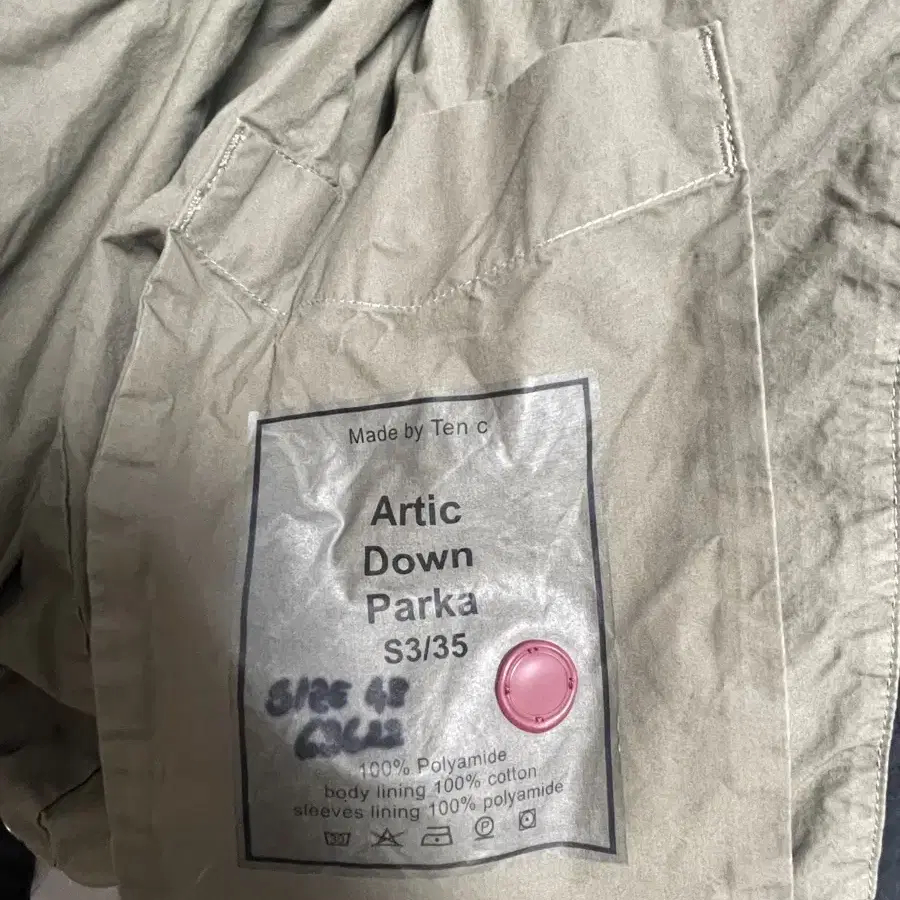 Made by Ten c
Artic
Down
Parka
S3/35
SIZE 48
100% Polyamide
body lining 100% cotton
sleeves lining 100% polyamide
30
P